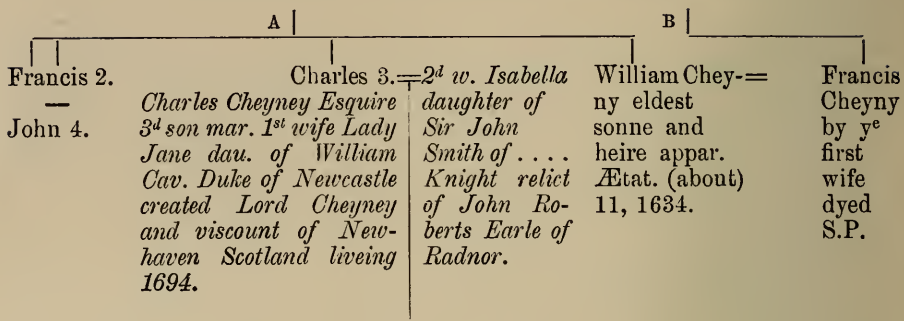 A B
Francis 2.
—
John 4.
Charles 3.=
Charles Cheyney Esquire
3d son mar. 1st wife Lady
Jane dau. of William
Cav. Duke of Newcastle
created Lord Cheyney
and viscount of New-
haven Scotland liveing
1694.
2d w. Isabella
daughter of
Sir John
Smith of . . . .
Knight relict
of John Ro-
berts Earle of
Radnor.
William Chey-=
ny eldest
sonne and
heire appar.
Ætat. (about)
11, 1634.
Francis
Cheyny
by ye
first
wife
dyed
S.P.